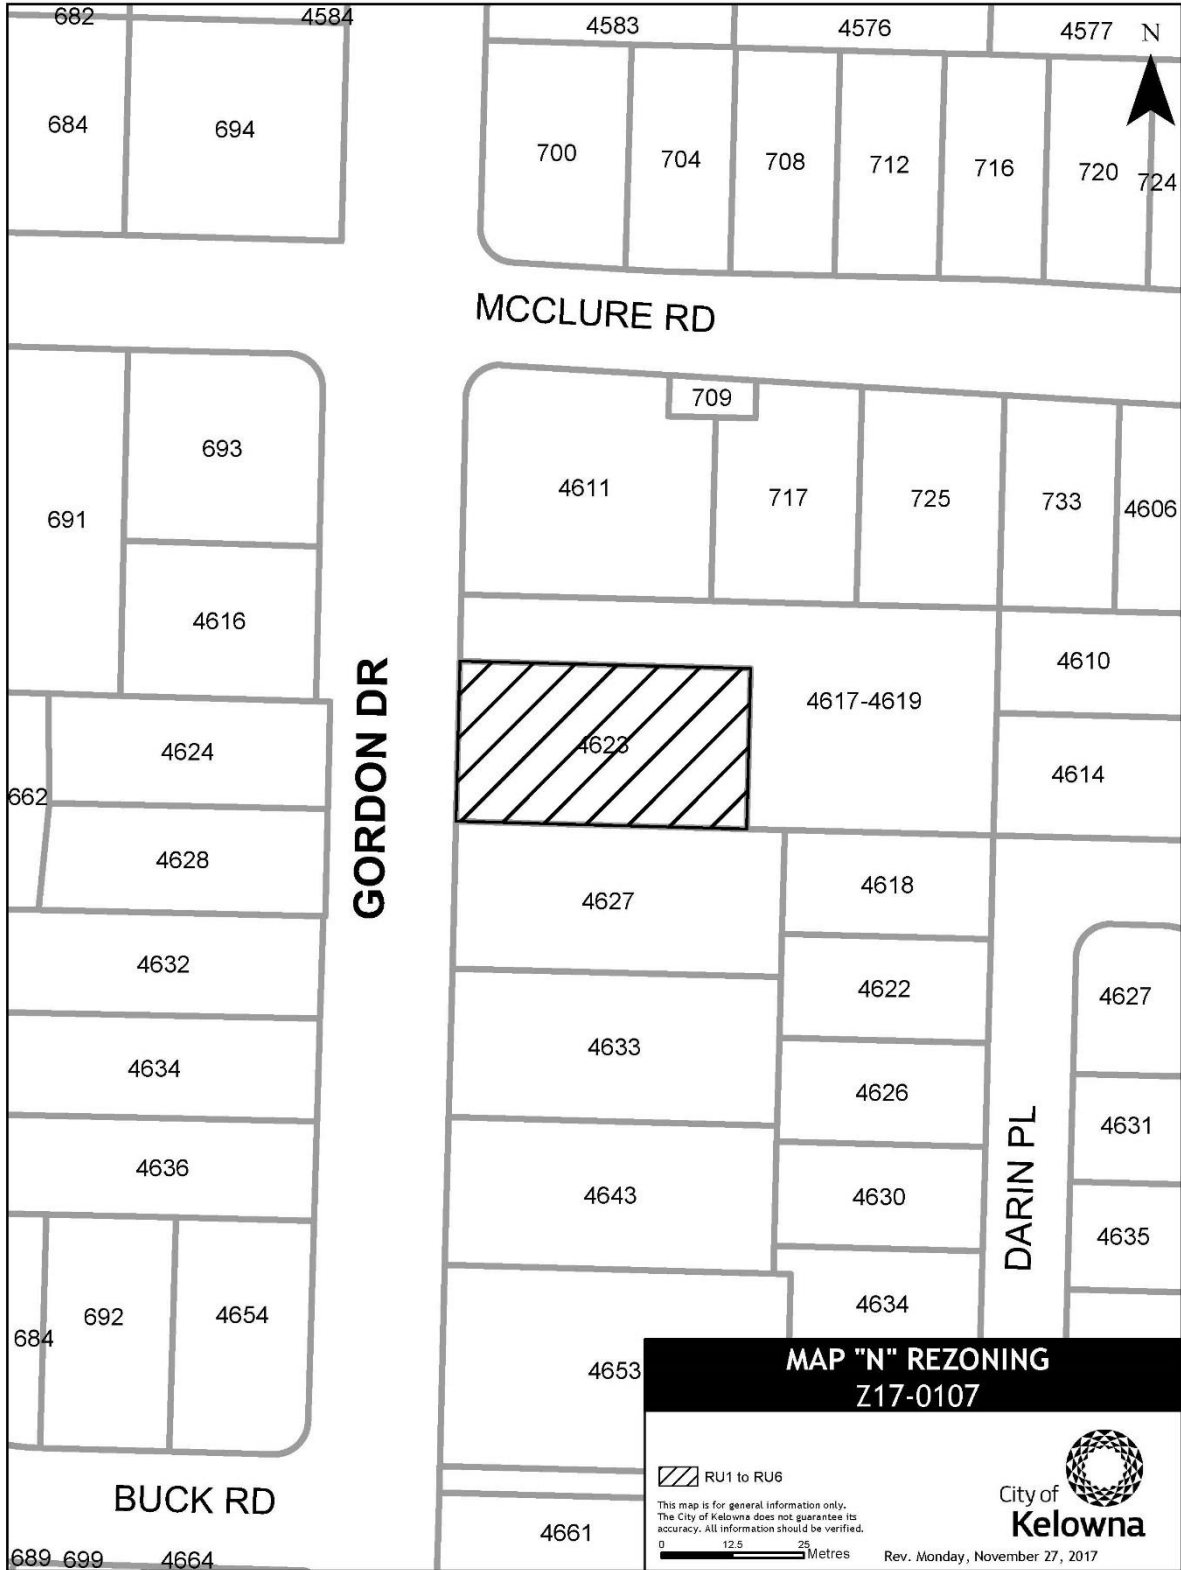 682
4584
4583
4576
4577
N
684
694
700
704
708
712
716
720
724
MCCLURE RD
709
693
4611
717
725
733
4606
691
4616
4610
4617-4619
GORDON DR
4623
4624
4614
662
4628
4618
4627
4632
4622
4627
4633
4634
4626
4631
DARIN PL
4636
4643
4630
4635
4634
684
692
4654
4653
MAP "N" REZONING
Z17-0107
RU1 to RU6
This map is for general information only.
The City of Kelowna does not guarantee its
accuracy. All information should be verified.
0 12.5 25
Metres
City of
Kelowna
Rev. Monday, November 27, 2017
BUCK RD
4661
689 699 4664